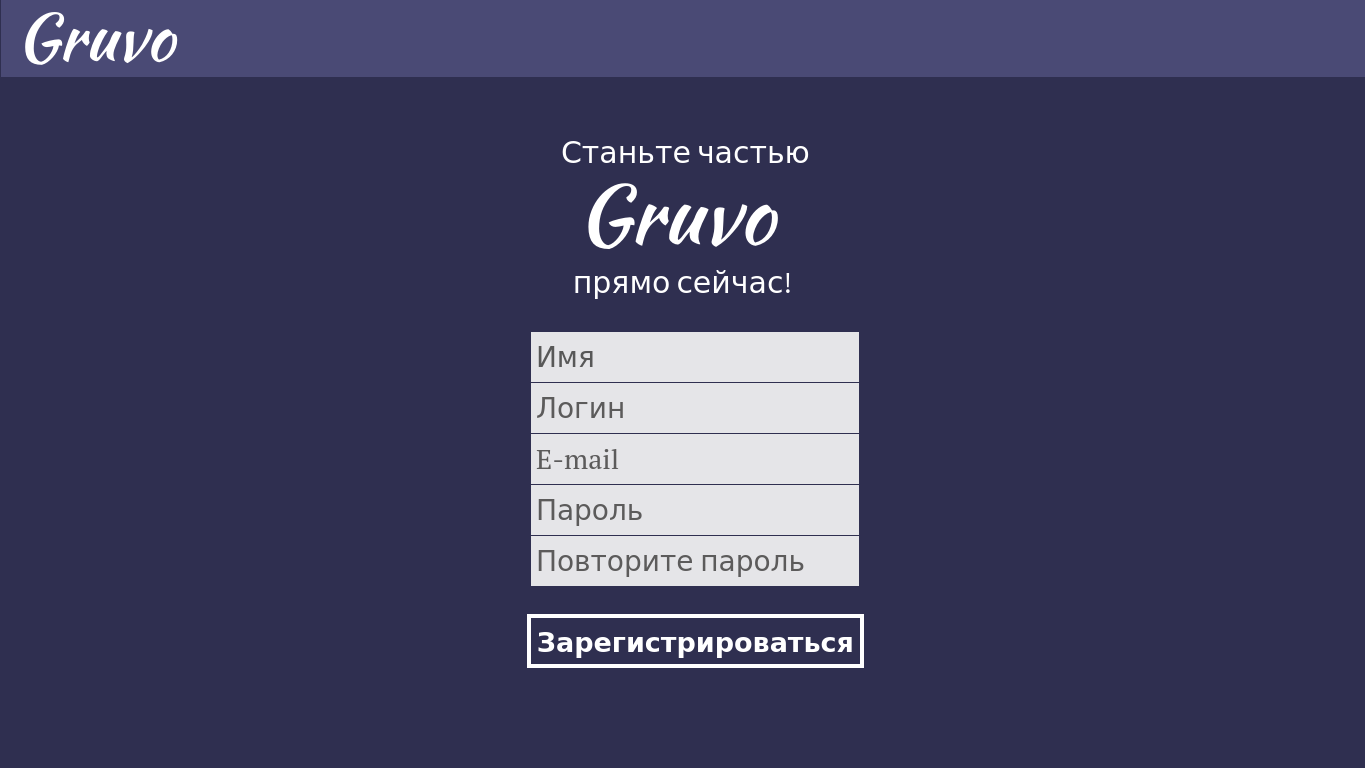 Gruvo
Станьте частью
Gruvo
прямо сейчас!
Имя
Логин
E-mail
Пароль
Повторите пароль
Зарегистрироваться